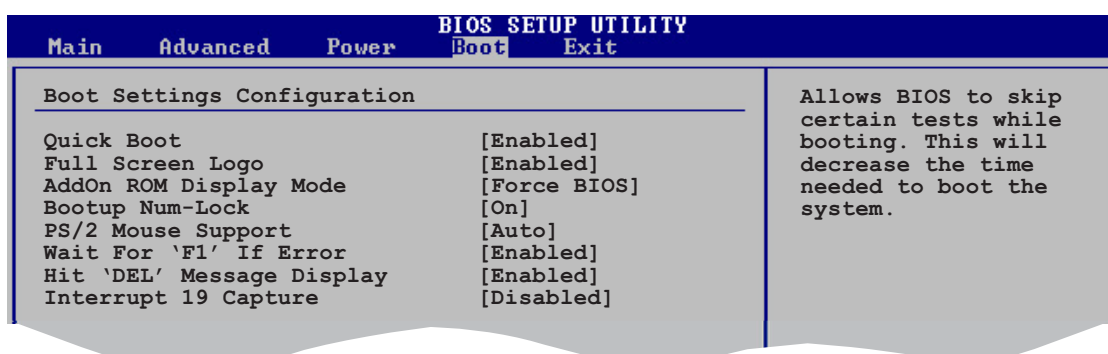 BIOS SETUP UTILITY
Main Advanced Power Boot Exit
Boot Settings Configuration
Quick Boot [Enabled]
Full Screen Logo [Enabled]
AddOn ROM Display Mode [Force BIOS]
Bootup Num-Lock [On]
PS/2 Mouse Support [Auto]
Wait For ‘F1’ If Error [Enabled]
Hit ‘DEL’ Message Display [Enabled]
Interrupt 19 Capture [Disabled]
Allows BIOS to skip
certain tests while
booting. This will
decrease the time
needed to boot the
system.